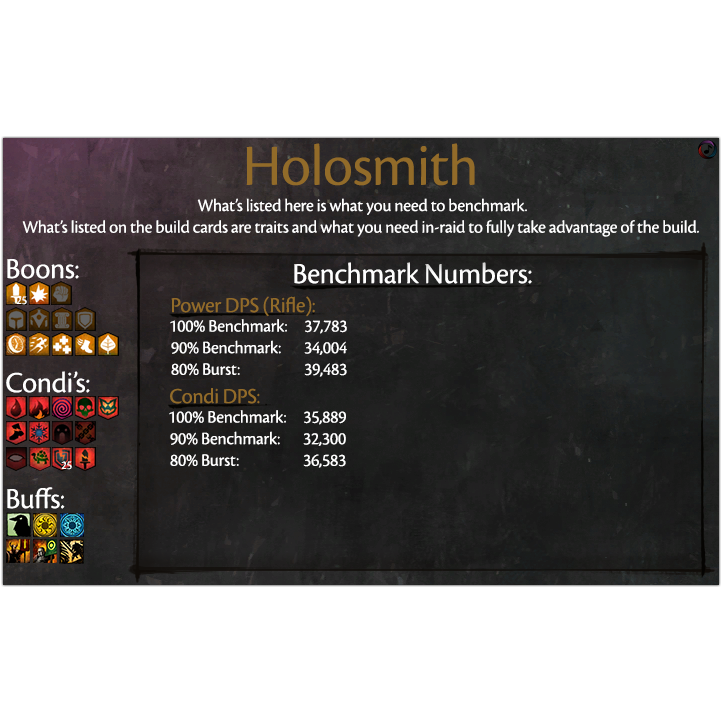 Holosmith
What's listed here is what you need to benchmark.
What's listed on the build cards are traits and what you need in-raid to fully take advantage of the build.
Boons:
25
Condi's:
25
Buffs:
Benchmark Numbers:
Power DPS (Rifle):
100% Benchmark: 37,783
90% Benchmark: 34,004
80% Burst: 39,483
Condi DPS:
100% Benchmark: 35,889
90% Benchmark: 32,300
80% Burst: 36,583